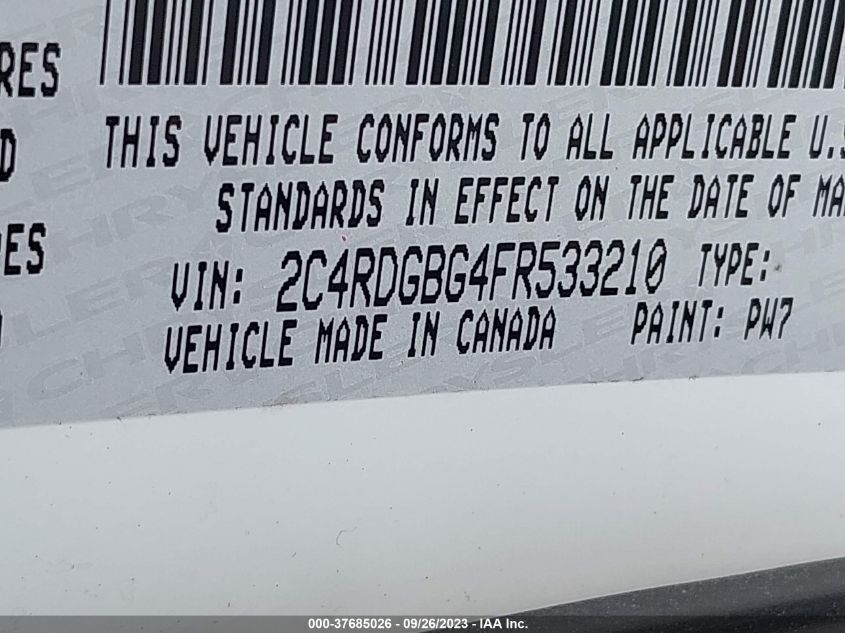 RES
THIS VEHICLE CONFORMS TO ALL APPLICABLE U.S
STANDARDS IN EFFECT ON THE DATE OF MA
ES
VIN: 2C4RDGBG4FR533210 TYPE:
VEHICLE MADE IN CANADA PAINT: PW7
000-37685026 - 09/26/2023 - IAA Inc.